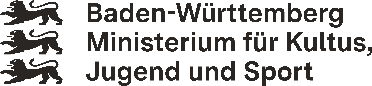 Baden-Württemberg
Ministerium für Kultus,
Jugend und Sport